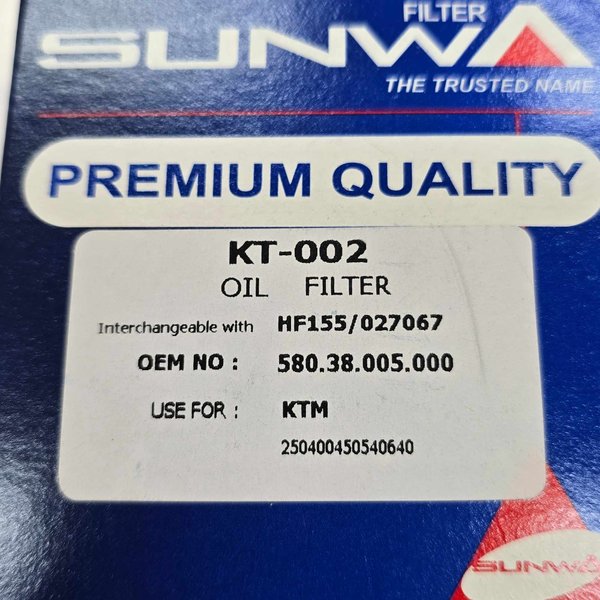 FILTER
SUNWA
THE TRUSTED NAME
PREMIUM QUALITY
KT-002
OIL FILTER
Interchangeable with HF155/027067
OEM NO : 580.38.005.000
USE FOR : KTM
250400450540640
SUNWA